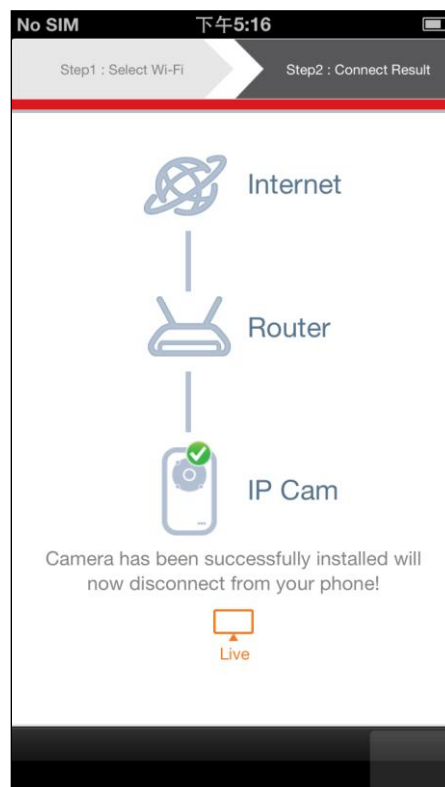 No SIM 下午5:16
Step1 : Select Wi-Fi Step2 : Connect Result
Internet
Router
IP Cam
Camera has been successfully installed will
now disconnect from your phone!
Live